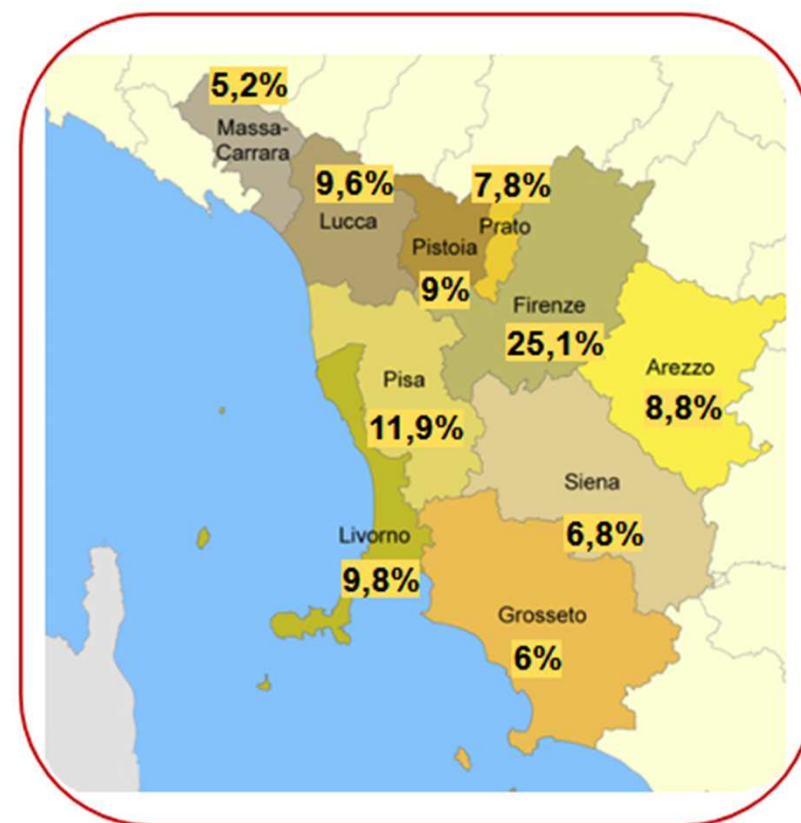 5,2%
Massa-
Carrara
9,6%
Lucca
7,8%
Prato
Pistoia
9%
Firenze
25,1%
Arezzo
8,8%
Pisa
11,9%
Siena
6,8%
Livorno
9,8%
Grosseto
6%